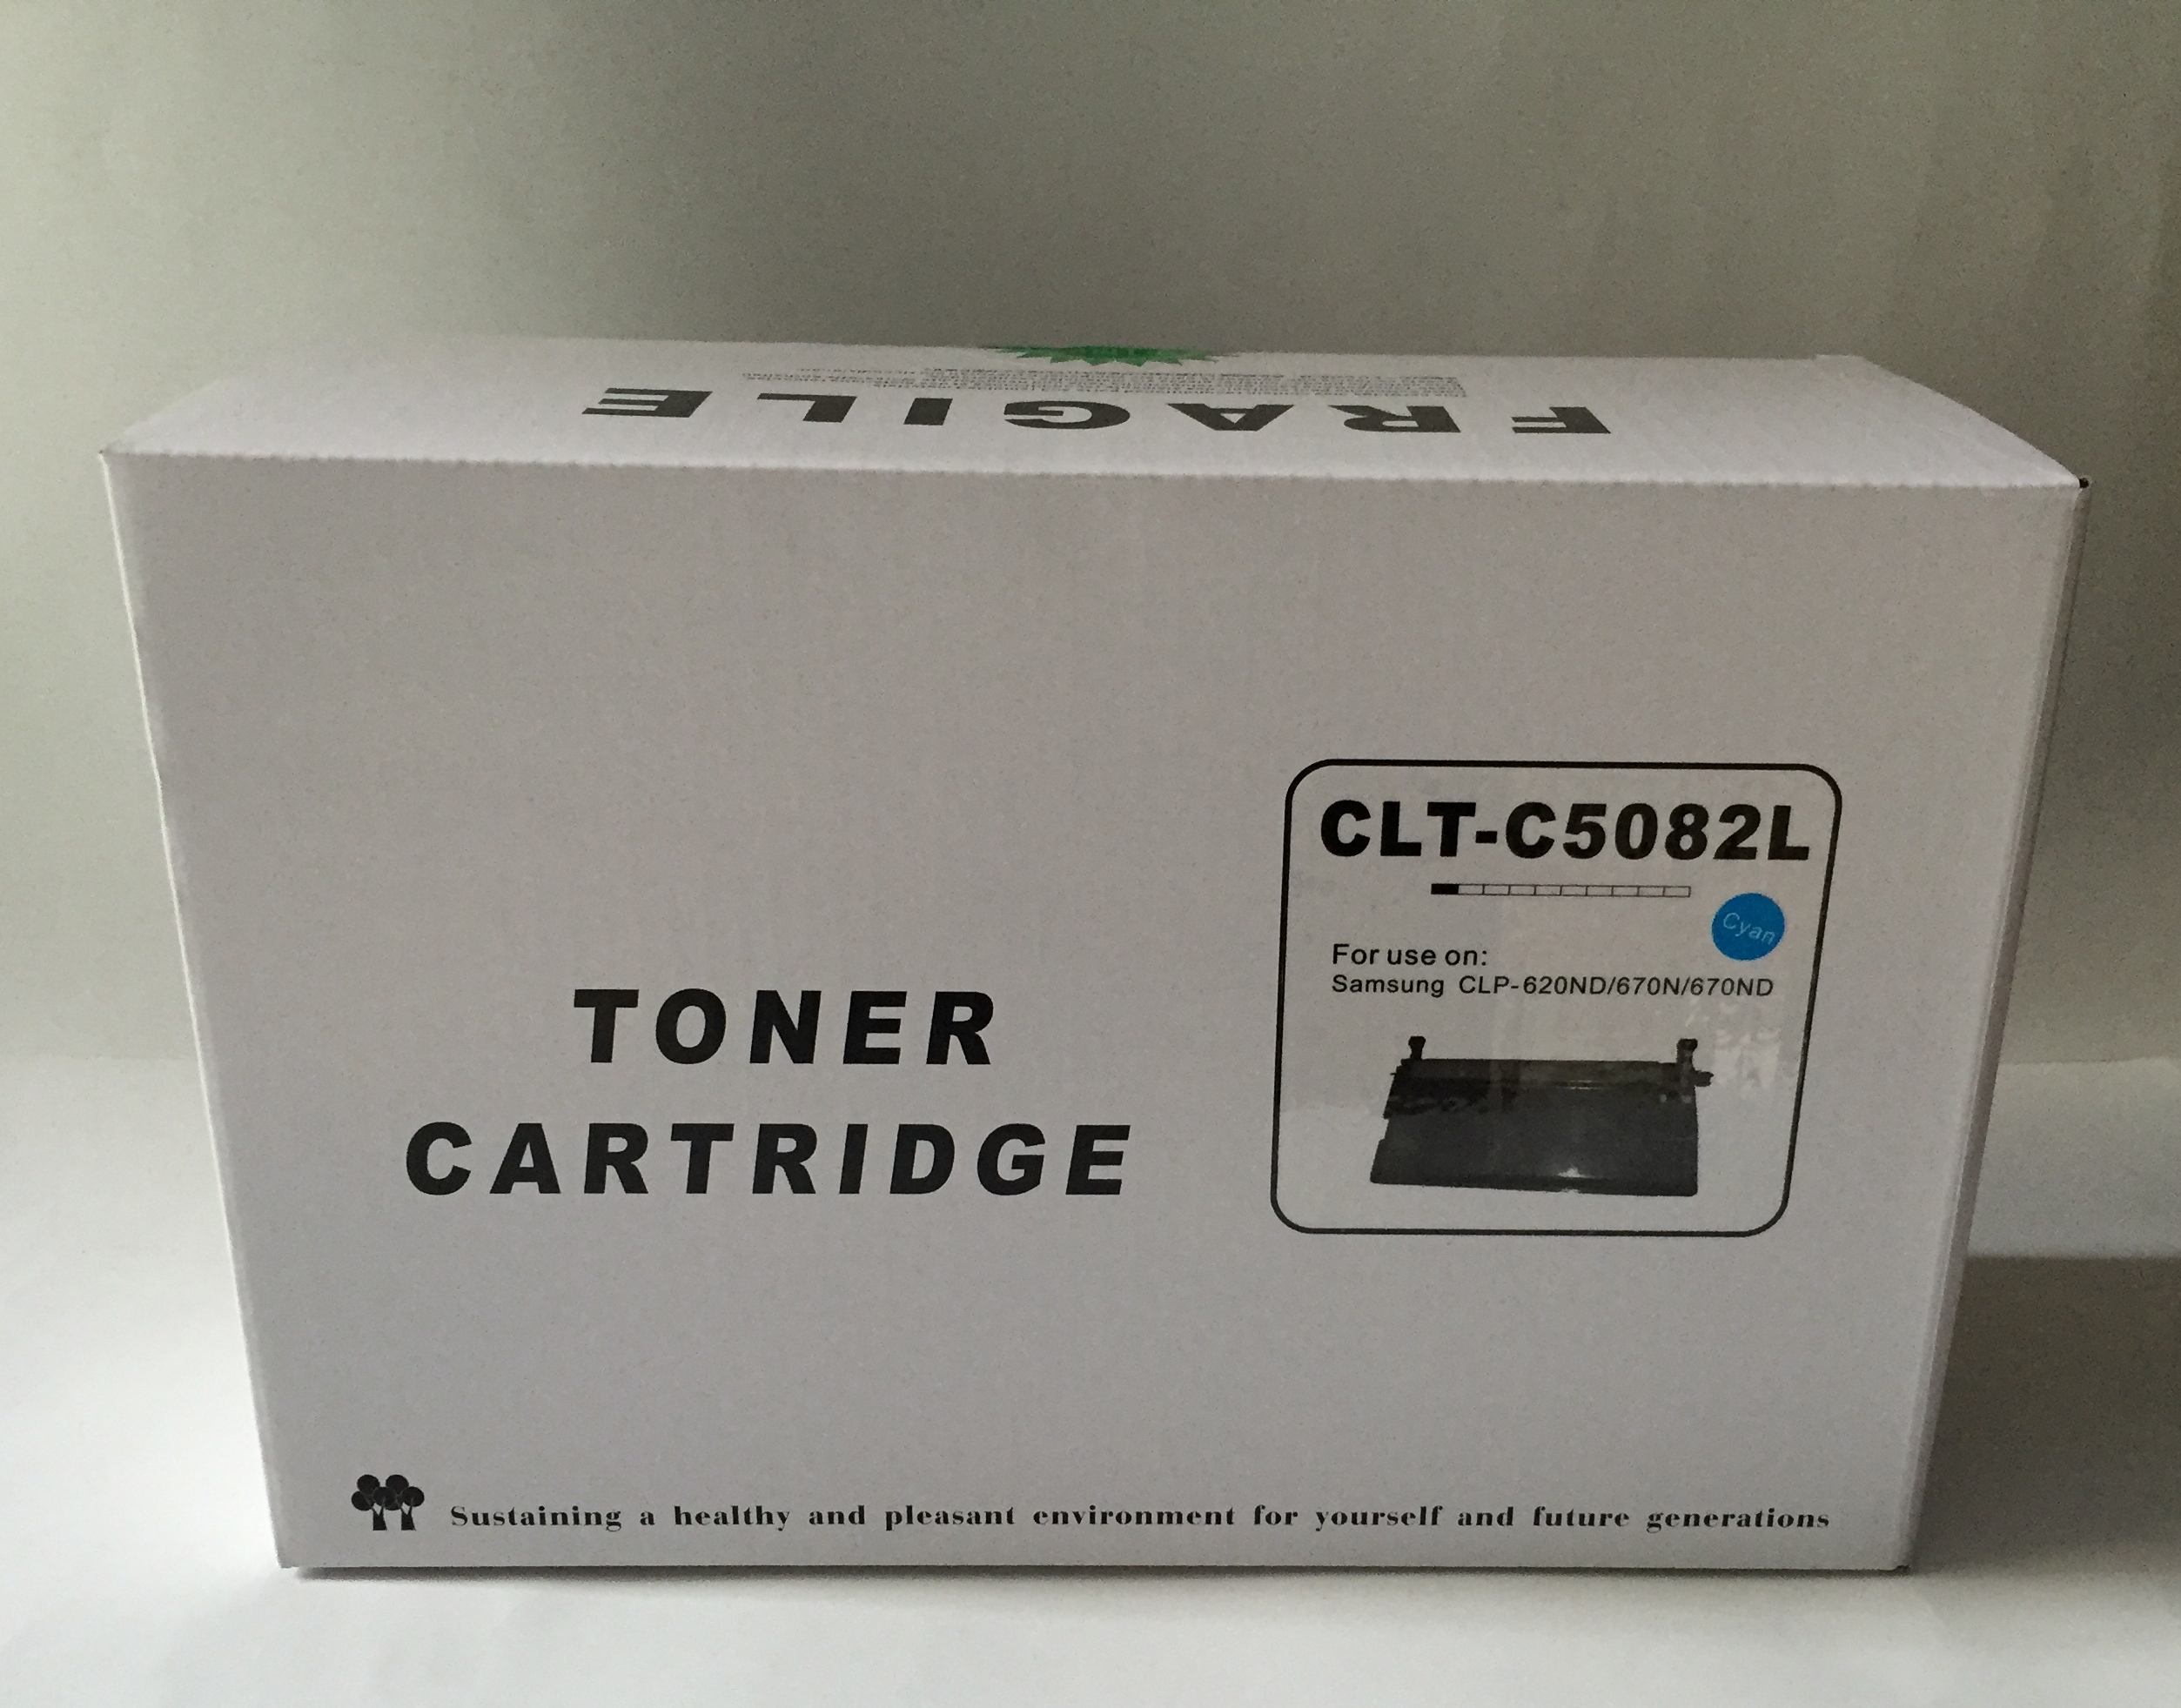 FRAGILE
CLT-C5082L
Cyan
For use on:
Samsung CLP-620ND/670N/670ND
TONER
CARTRIDGE
Sustaining a healthy and pleasant environment for yourself and future generations